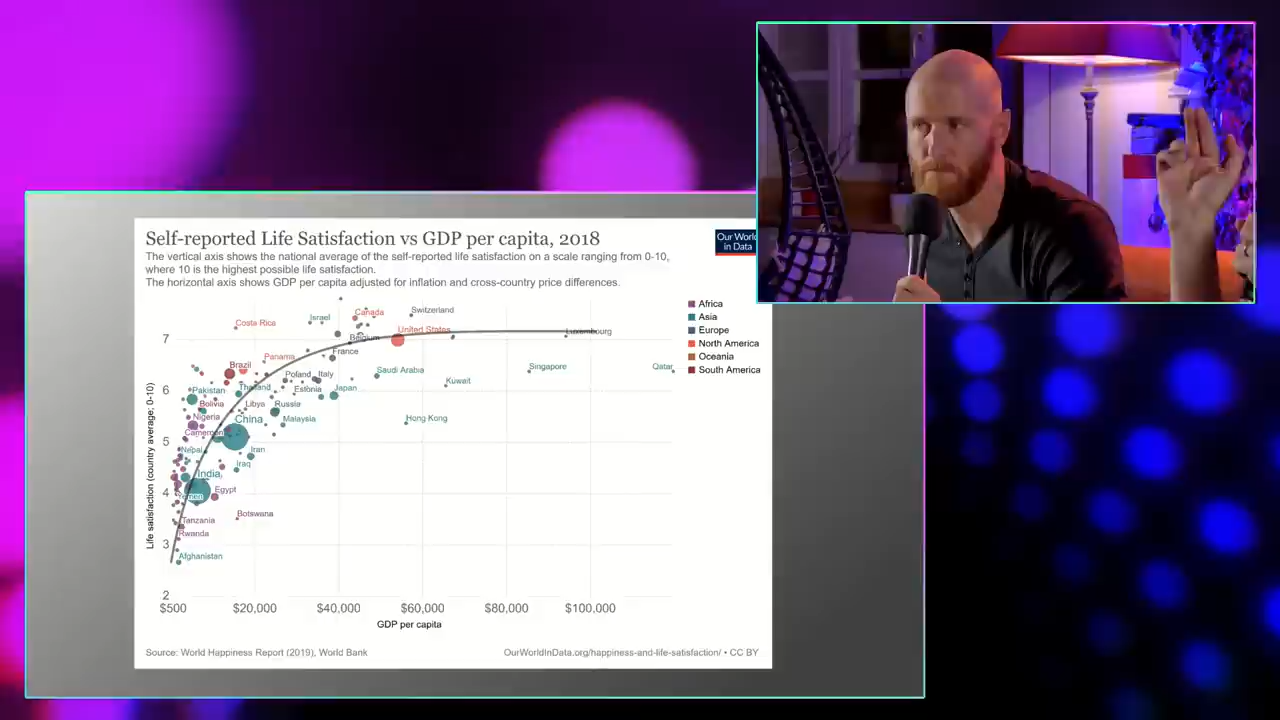 Self-reported Life Satisfaction vs GDP per capita, 2018
The vertical axis shows the national average of the self-reported life satisfaction on a scale ranging from 0-10,
where 10 is the highest possible life satisfaction.
The horizontal axis shows GDP per capita adjusted for inflation and cross-country price differences.
Our World
in Data
Africa
Asia
Europe
North America
Oceania
South America
Life satisfaction (country average; 0-10)
7
6
5
4
3
2
Switzerland
Canada
Israel
Costa Rica
United States
Luxembourg
Belgium
France
Panama
Brazil
Singapore
Qatar
Saudi Arabia
Poland
Italy
Kuwait
Pakistan
Thailand
Estonia
Japan
Bolivia
Libya
Russia
Nigeria
China
Malaysia
Hong Kong
Cameroon
Nepal
Iran
Iraq
India
Yemen
Egypt
Botswana
Tanzania
Rwanda
Afghanistan
$500
$20,000
$40,000
$60,000
$80,000
$100,000
GDP per capita
Source: World Happiness Report (2019), World Bank
OurWorldInData.org/happiness-and-life-satisfaction/ • CC BY